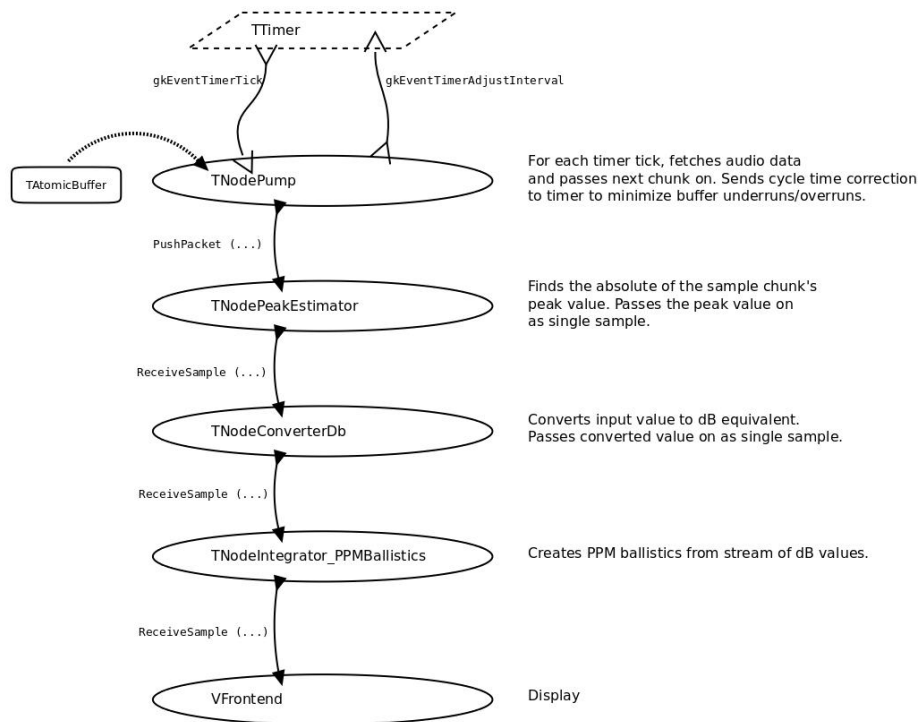 TTimer
gkEventTimerTick
gkEventTimerAdjustInterval
TAtomicBuffer
TNodePump
For each timer tick, fetches audio data
and passes next chunk on. Sends cycle time correction
to timer to minimize buffer underruns/overruns.
PushPacket (...)
TNodePeakEstimator
Finds the absolute of the sample chunk's
peak value. Passes the peak value on
as single sample.
ReceiveSample (...)
TNodeConverterDb
Converts input value to dB equivalent.
Passes converted value on as single sample.
ReceiveSample (...)
TNodeIntegrator_PPMBallistics
Creates PPM ballistics from stream of dB values.
ReceiveSample (...)
VFrontend
Display